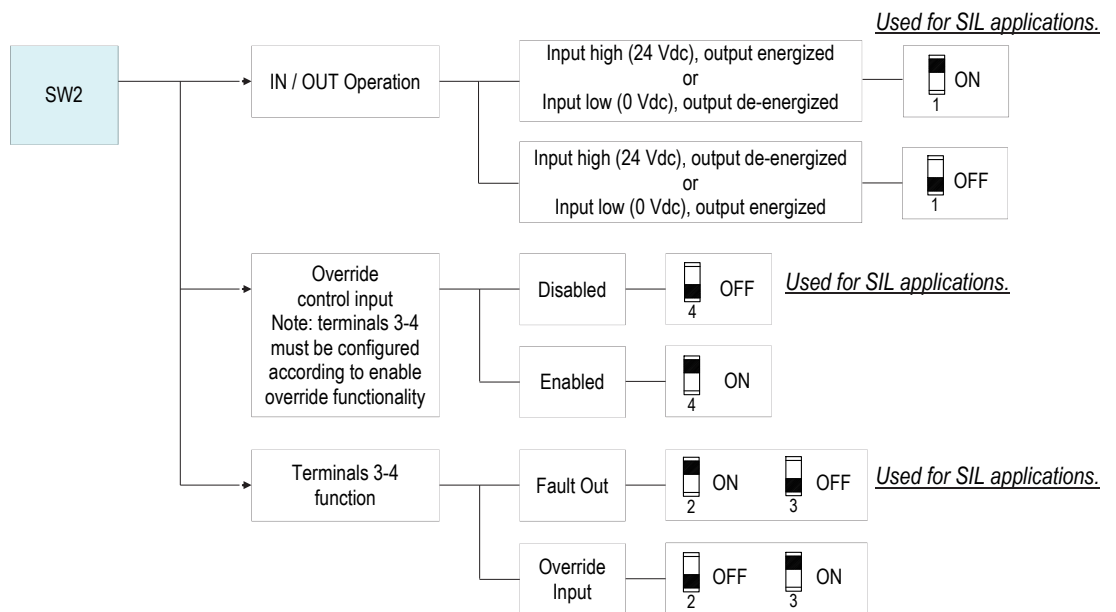 Used for SIL applications.
SW2
IN / OUT Operation
Input high (24 Vdc), output energized
or
Input low (0 Vdc), output de-energized
ON
1
Input high (24 Vdc), output de-energized
or
Input low (0 Vdc), output energized
OFF
1
Override
control input
Note: terminals 3-4
must be configured
according to enable
override functionality
Disabled
OFF
4
Used for SIL applications.
Enabled
ON
4
Terminals 3-4
function
Fault Out
ON
2
OFF
3
Used for SIL applications.
Override
Input
OFF
2
ON
3